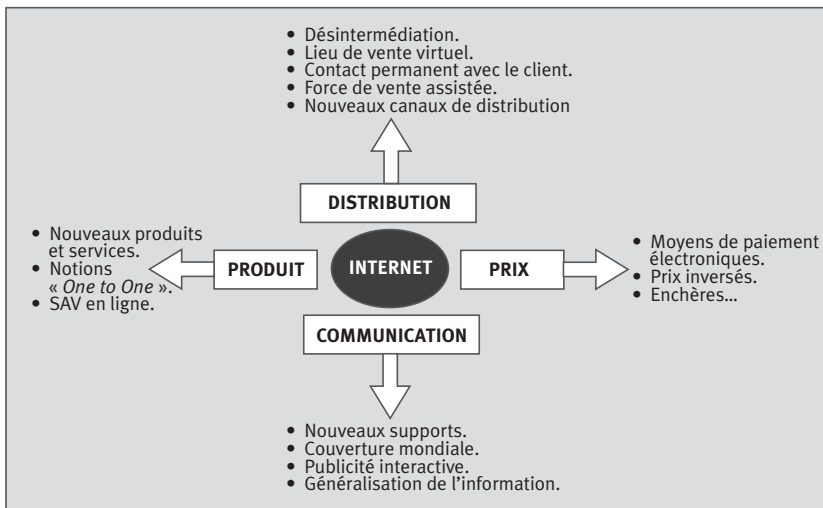 • Désintermédiation.
• Lieu de vente virtuel.
• Contact permanent avec le client.
• Force de vente assistée.
• Nouveaux canaux de distribution
DISTRIBUTION
• Nouveaux produits
et services.
• Notions
« One to One ».
• SAV en ligne.
PRODUIT
INTERNET
PRIX
• Moyens de paiement
électroniques.
• Prix inversés.
• Enchères...
COMMUNICATION
• Nouveaux supports.
• Couverture mondiale.
• Publicité interactive.
• Généralisation de l’information.